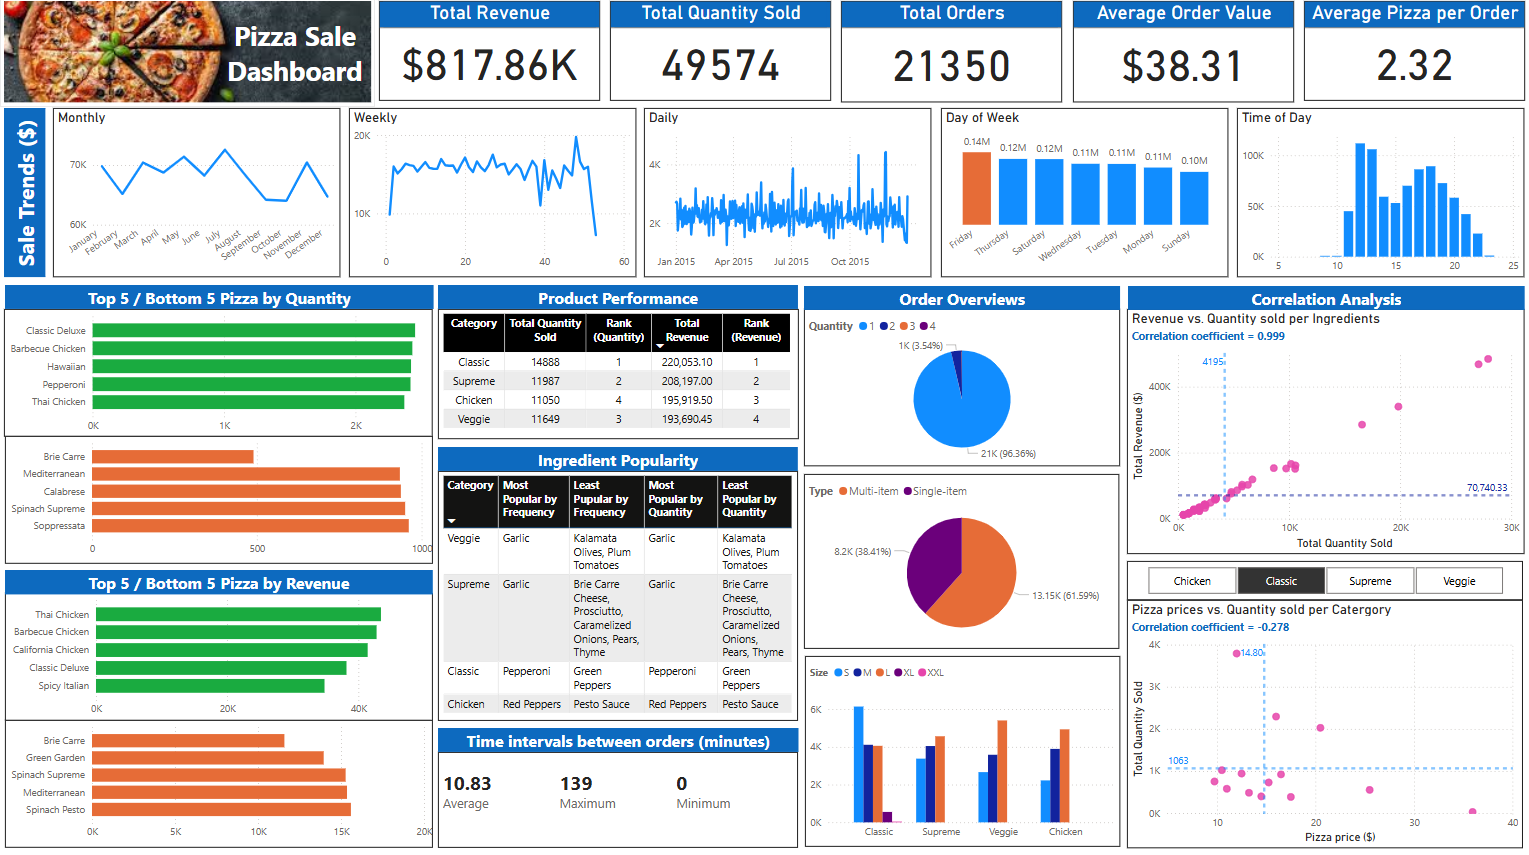 Pizza Sale
Dashboard
Total Revenue
$817.86K
Total Quantity Sold
49574
Total Orders
21350
Average Order Value
$38.31
Average Pizza per Order
2.32
Sale Trends ($)
Monthly
70K
60K
January
February
March
April
May
June
July
August
September
October
November
December
Weekly
20K
10K
0
20
40
60
Daily
4K
2K
Jan 2015
Apr 2015
Jul 2015
Oct 2015
Day of Week
0.14M
0.12M
0.12M
0.11M
0.11M
0.11M
0.10M
Friday
Thursday
Saturday
Wednesday
Tuesday
Monday
Sunday
Time of Day
100K
50K
0K
5
10
15
20
25
Top 5 / Bottom 5 Pizza by Quantity
Classic Deluxe
Barbecue Chicken
Hawaiian
Pepperoni
Thai Chicken
0K
1K
2K
Brie Carre
Mediterranean
Calabrese
Spinach Supreme
Soppressata
0
500
1000
Top 5 / Bottom 5 Pizza by Revenue
Thai Chicken
Barbecue Chicken
California Chicken
Classic Deluxe
Spicy Italian
0K
20K
40K
Brie Carre
Green Garden
Spinach Supreme
Mediterranean
Spinach Pesto
0K
5K
10K
15K
20K
Product Performance
Category Total Quantity Sold Rank (Quantity) Total Revenue Rank (Revenue)
Classic 14888 1 220,053.10 1
Supreme 11987 2 208,197.00 2
Chicken 11050 4 195,919.50 3
Veggie 11649 3 193,690.45 4
Ingredient Popularity
Category Most Popular by Frequency Least Pupular by Frequency Most Popular by Quantity Least Popular by Quantity
Veggie Garlic Kalamata Olives, Plum Tomatoes Garlic Kalamata Olives, Plum Tomatoes
Supreme Garlic Brie Carre Cheese, Prosciutto, Caramelized Onions, Pears, Thyme Garlic Brie Carre Cheese, Prosciutto, Caramelized Onions, Pears, Thyme
Classic Pepperoni Green Peppers Pepperoni Green Peppers
Chicken Red Peppers Pesto Sauce Red Peppers Pesto Sauce
Time intervals between orders (minutes)
10.83
Average
139
Maximum
0
Minimum
Order Overviews
Quantity 1 2 3 4
1K (3.54%)
21K (96.36%)
Type Multi-item Single-item
8.2K (38.41%)
13.15K (61.59%)
Size S M L XL XXL
6K
4K
2K
0K
Classic
Supreme
Veggie
Chicken
Correlation Analysis
Revenue vs. Quantity sold per Ingredients
Correlation coefficient = 0.999
4195
70,740.33
Total Revenue ($)
400K
200K
0K
0K
10K
20K
30K
Total Quantity Sold
Chicken
Classic
Supreme
Veggie
Pizza prices vs. Quantity sold per Catergory
Correlation coefficient = -0.278
14.80
1063
Total Quantity Sold
4K
3K
2K
1K
0K
10
20
30
40
Pizza price ($)